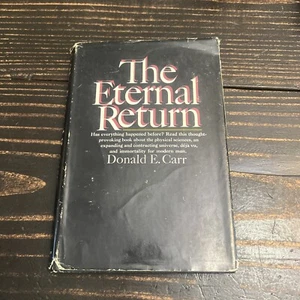 The
Eternal
Return
Has everything happened before? Read this thought-
provoking book about the physical sciences, an
expanding and contracting universe, déjà vu,
and immortality for modern man.
Donald E. Carr